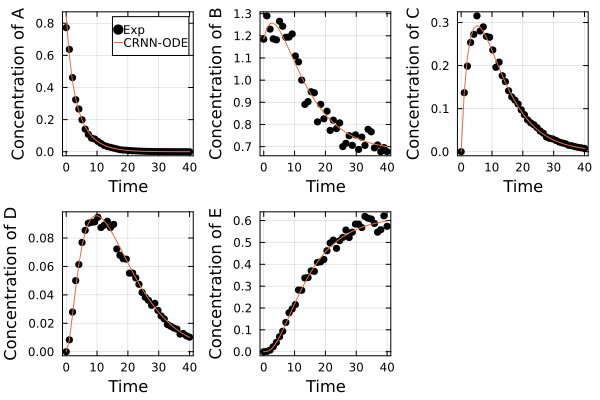 Concentration of A
0.8
0.6
0.4
0.2
0.0
0 10 20 30 40
Time
Exp
CRNN-ODE
Concentration of B
1.3
1.2
1.1
1.0
0.9
0.8
0.7
0 10 20 30 40
Time
Concentration of C
0.3
0.2
0.1
0.0
0 10 20 30 40
Time
Concentration of D
0.08
0.06
0.04
0.02
0.00
0 10 20 30 40
Time
Concentration of E
0.6
0.5
0.4
0.3
0.2
0.1
0.0
0 10 20 30 40
Time